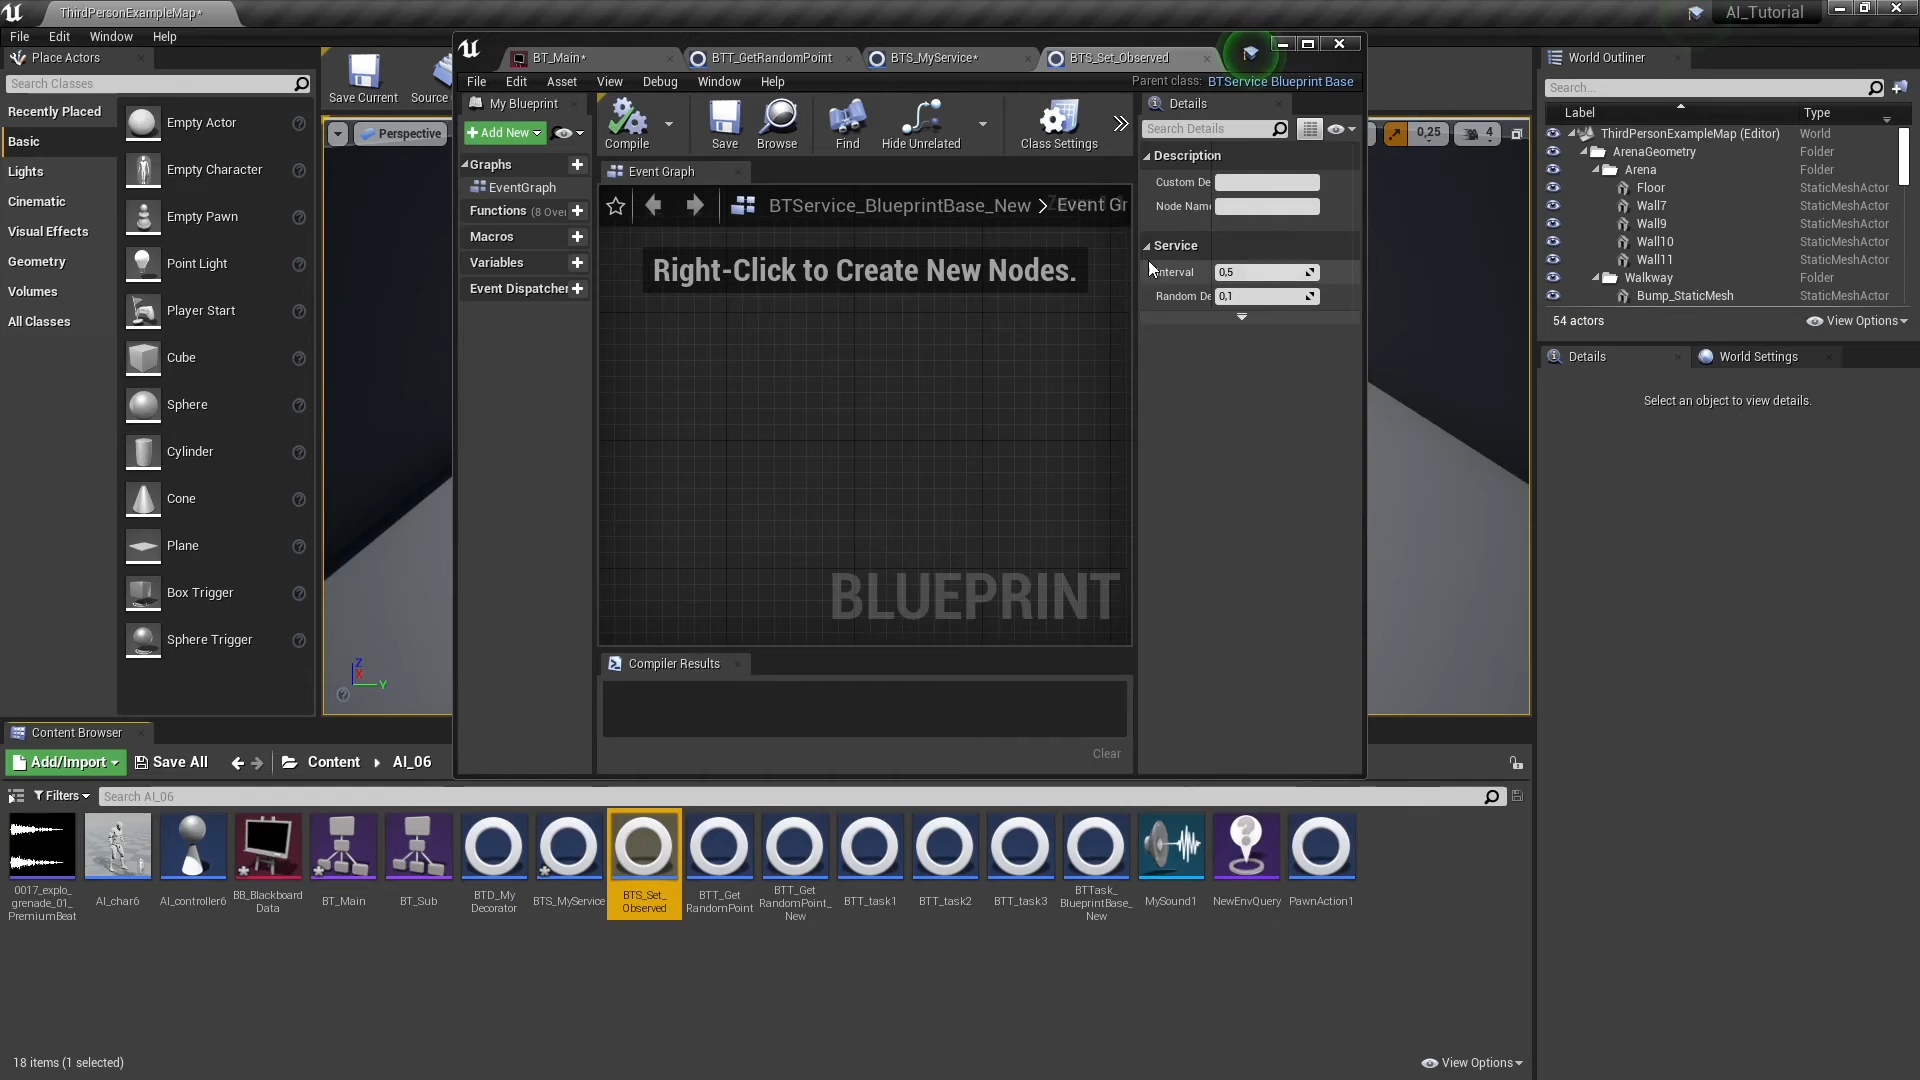 ThirdPersonExampleMap*
AI_Tutorial
File Edit Window Help
Place Actors
Search Classes
Recently Placed
Basic
Lights
Cinematic
Visual Effects
Geometry
Volumes
All Classes
Empty Actor
Empty Character
Empty Pawn
Point Light
Player Start
Cube
Sphere
Cylinder
Cone
Plane
Box Trigger
Sphere Trigger
Save Current
Source
Perspective
BT_Main*
BTT_GetRandomPoint
BTS_MyService*
BTS_Set_Observed
File Edit Asset View Debug Window Help
Parent class: BTService Blueprint Base
My Blueprint
Add New
Graphs
EventGraph
Functions (8 Over
Macros
Variables
Event Dispatcher
Compile
Save
Browse
Find
Hide Unrelated
Class Settings
Event Graph
BTService_BlueprintBase_New > Event Gr
Right-Click to Create New Nodes.
BLUEPRINT
Compiler Results
Clear
Details
Search Details
Description
Custom De
Node Name
Service
Interval 0,5
Random De 0,1
0,25
4
World Outliner
Search...
Label Type
ThirdPersonExampleMap (Editor) World
ArenaGeometry Folder
Arena Folder
Floor StaticMeshActor
Wall7 StaticMeshActor
Wall9 StaticMeshActor
Wall10 StaticMeshActor
Wall11 StaticMeshActor
Walkway Folder
Bump_StaticMesh StaticMeshActor
54 actors
View Options
Details
World Settings
Select an object to view details.
Z
X
Y
Content Browser
Add/Import
Save All
Content
AI_06
Filters
Search AI_06
0017_explo_
grenade_01_
PremiumBeat
AI_char6
AI_controller6
BB_Blackboard
Data
BT_Main
BT_Sub
BTD_My
Decorator
BTS_MyService
BTS_Set_
Observed
BTT_Get
RandomPoint
BTT_Get
RandomPoint_
New
BTT_task1
BTT_task2
BTT_task3
BTTask_
BlueprintBase_
New
MySound1
NewEnvQuery
PawnAction1
18 items (1 selected)
View Options